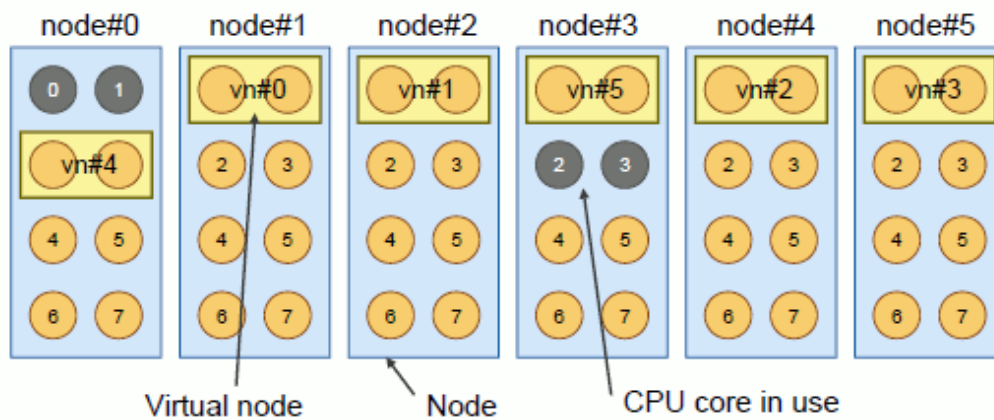 node#0 node#1 node#2 node#3 node#4 node#5
0 1 vn#0 vn#1 vn#5 vn#2 vn#3
vn#4 2 3 2 3 2 3 2 3 2 3
4 5 4 5 4 5 4 5 4 5 4 5
6 7 6 7 6 7 6 7 6 7 6 7
Virtual node Node CPU core in use